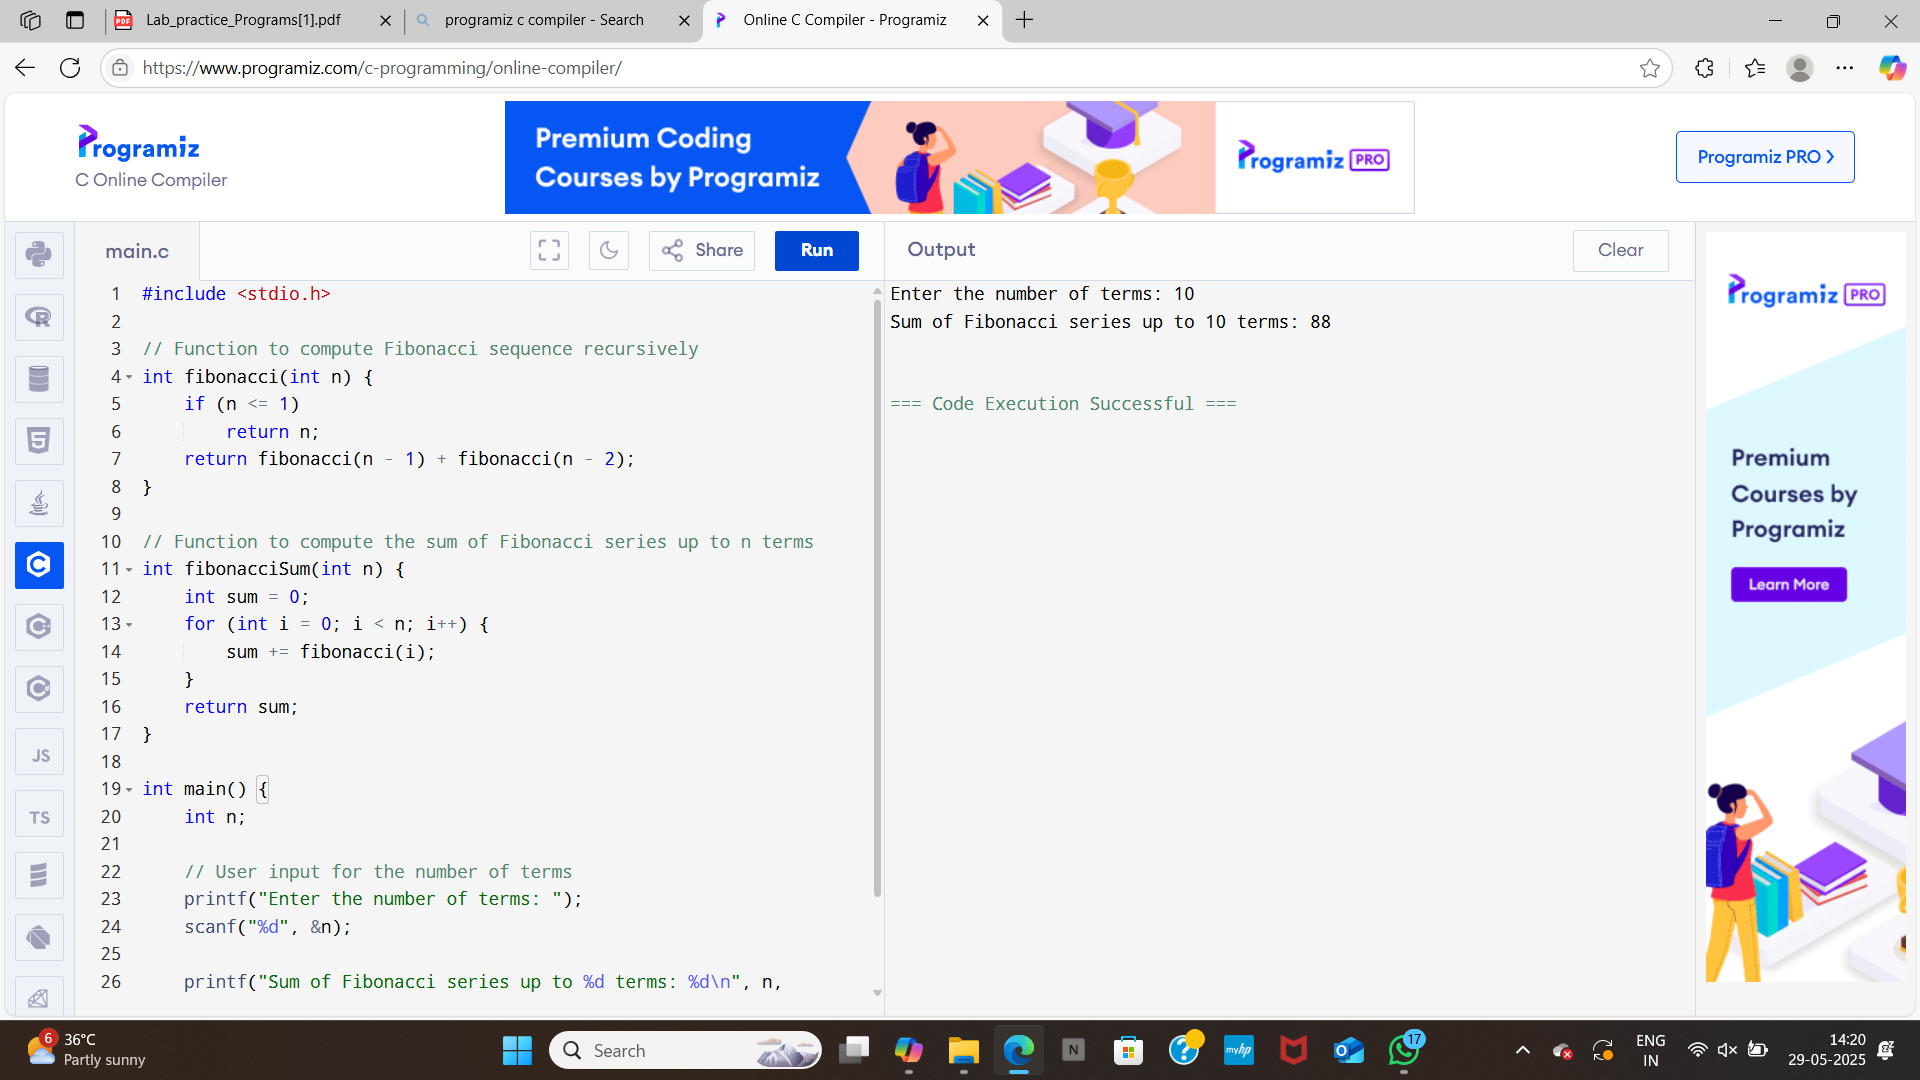 Lab_practice_Programs[1].pdf
programiz c compiler - Search
Online C Compiler - Programiz
https://www.programiz.com/c-programming/online-compiler/
Programiz
C Online Compiler
Premium Coding
Courses by Programiz
Programiz PRO
Programiz PRO ›
main.c
Share
Run
Output
Clear
1 #include <stdio.h>
2
3 // Function to compute Fibonacci sequence recursively
4 int fibonacci(int n) {
5     if (n <= 1)
6         return n;
7     return fibonacci(n - 1) + fibonacci(n - 2);
8 }
9
10 // Function to compute the sum of Fibonacci series up to n terms
11 int fibonacciSum(int n) {
12     int sum = 0;
13     for (int i = 0; i < n; i++) {
14         sum += fibonacci(i);
15     }
16     return sum;
17 }
18
19 int main() {
20     int n;
21
22     // User input for the number of terms
23     printf("Enter the number of terms: ");
24     scanf("%d", &n);
25
26     printf("Sum of Fibonacci series up to %d terms: %d\n", n,
Enter the number of terms: 10
Sum of Fibonacci series up to 10 terms: 88
=== Code Execution Successful ===
Programiz PRO
Premium
Courses by
Programiz
Learn More
JS
TS
6
36°C
Partly sunny
Search
N
myhp
17
ENG
IN
14:20
29-05-2025